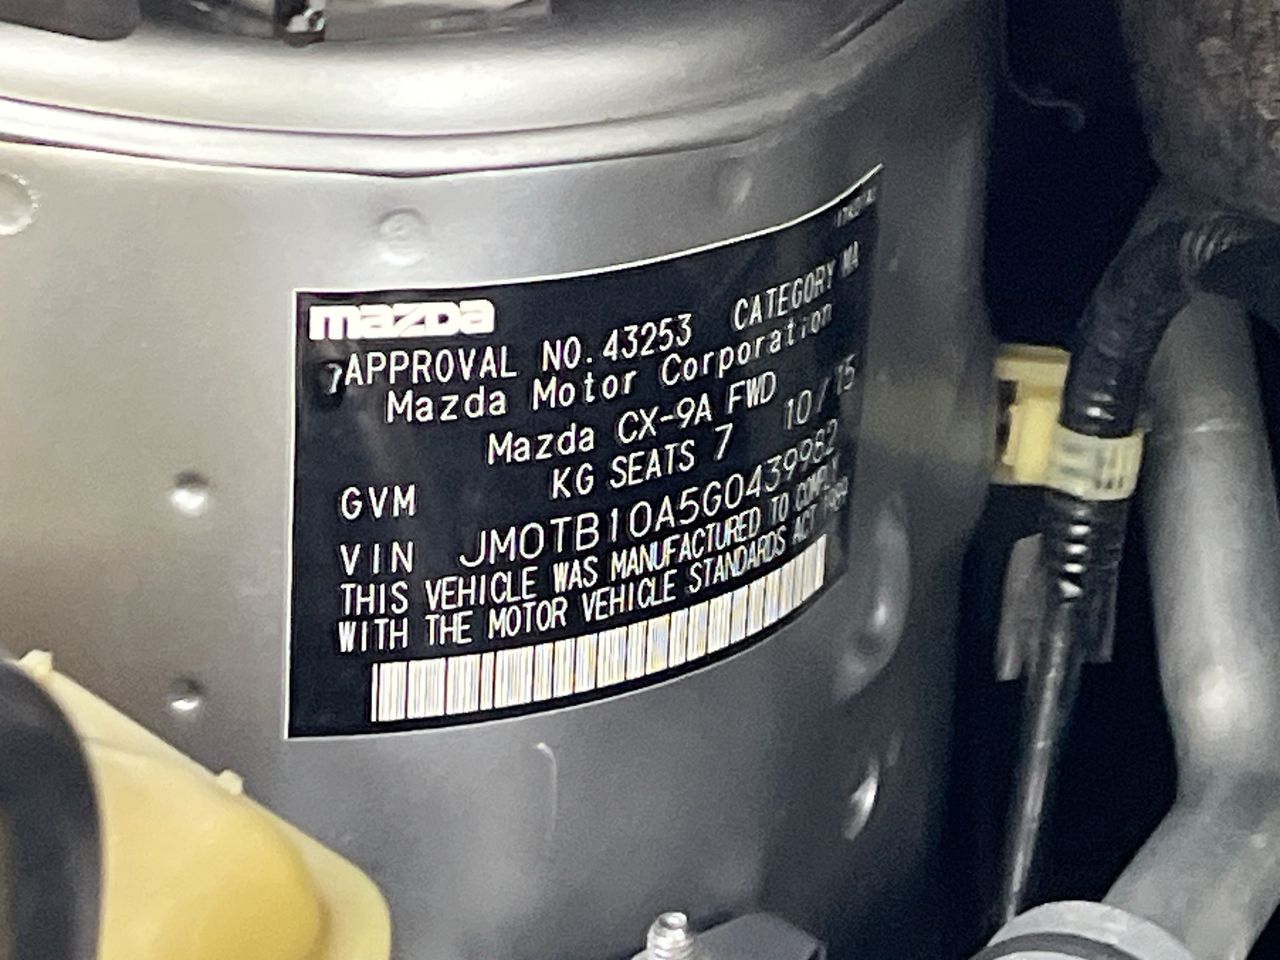 mazda
APPROVAL NO. 43253 CATEGORY MA
Mazda Motor Corporation
Mazda CX-9A FWD
GVM KG SEATS 7 10/15
VIN JM0TB10A5G0439982
THIS VEHICLE WAS MANUFACTURED TO COMPLY
WITH THE MOTOR VEHICLE STANDARDS ACT 1989